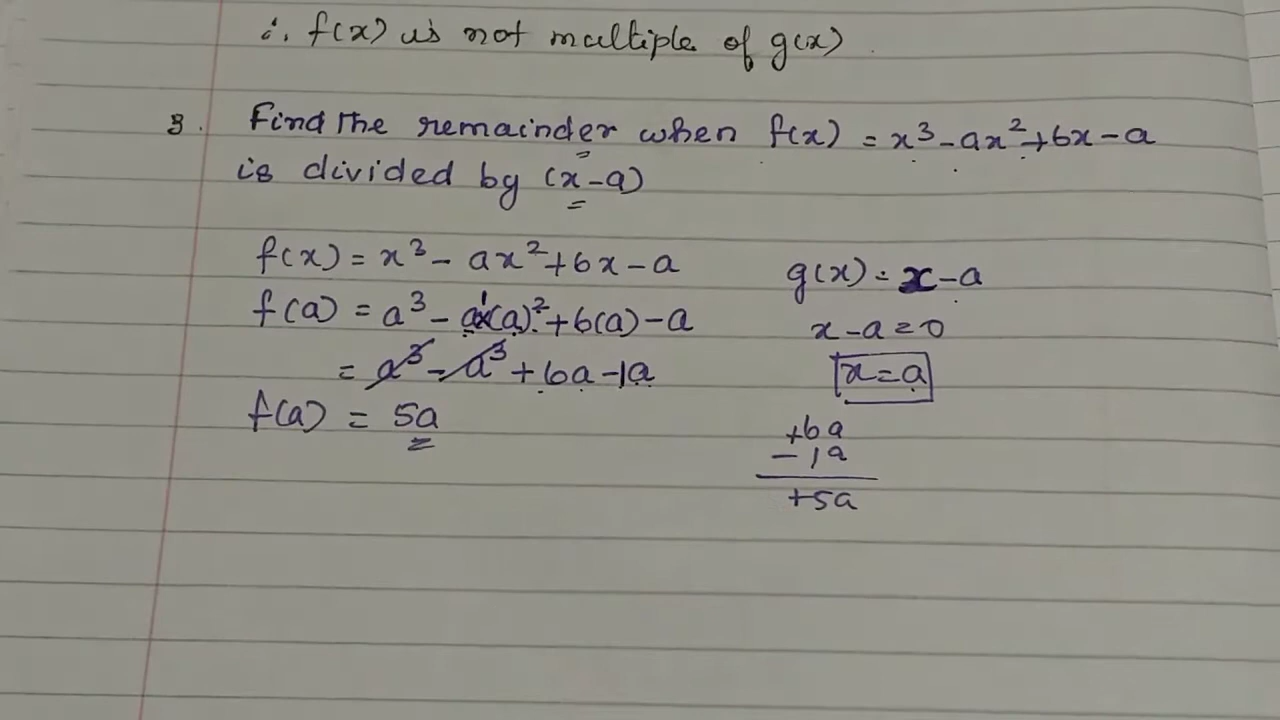 ∴ f(x) is not multiple of g(x).
3. Find the remainder when f(x) = x³ - ax² + 6x - a
is divided by (x - a)
f(x) = x³ - ax² + 6x - a
g(x) = x - a
f(a) = a³ - a(a)² + 6(a) - a
x - a = 0
= a³ - a³ + 6a - 1a
x = a
f(a) = 5a
+6a
- 1a
+5a